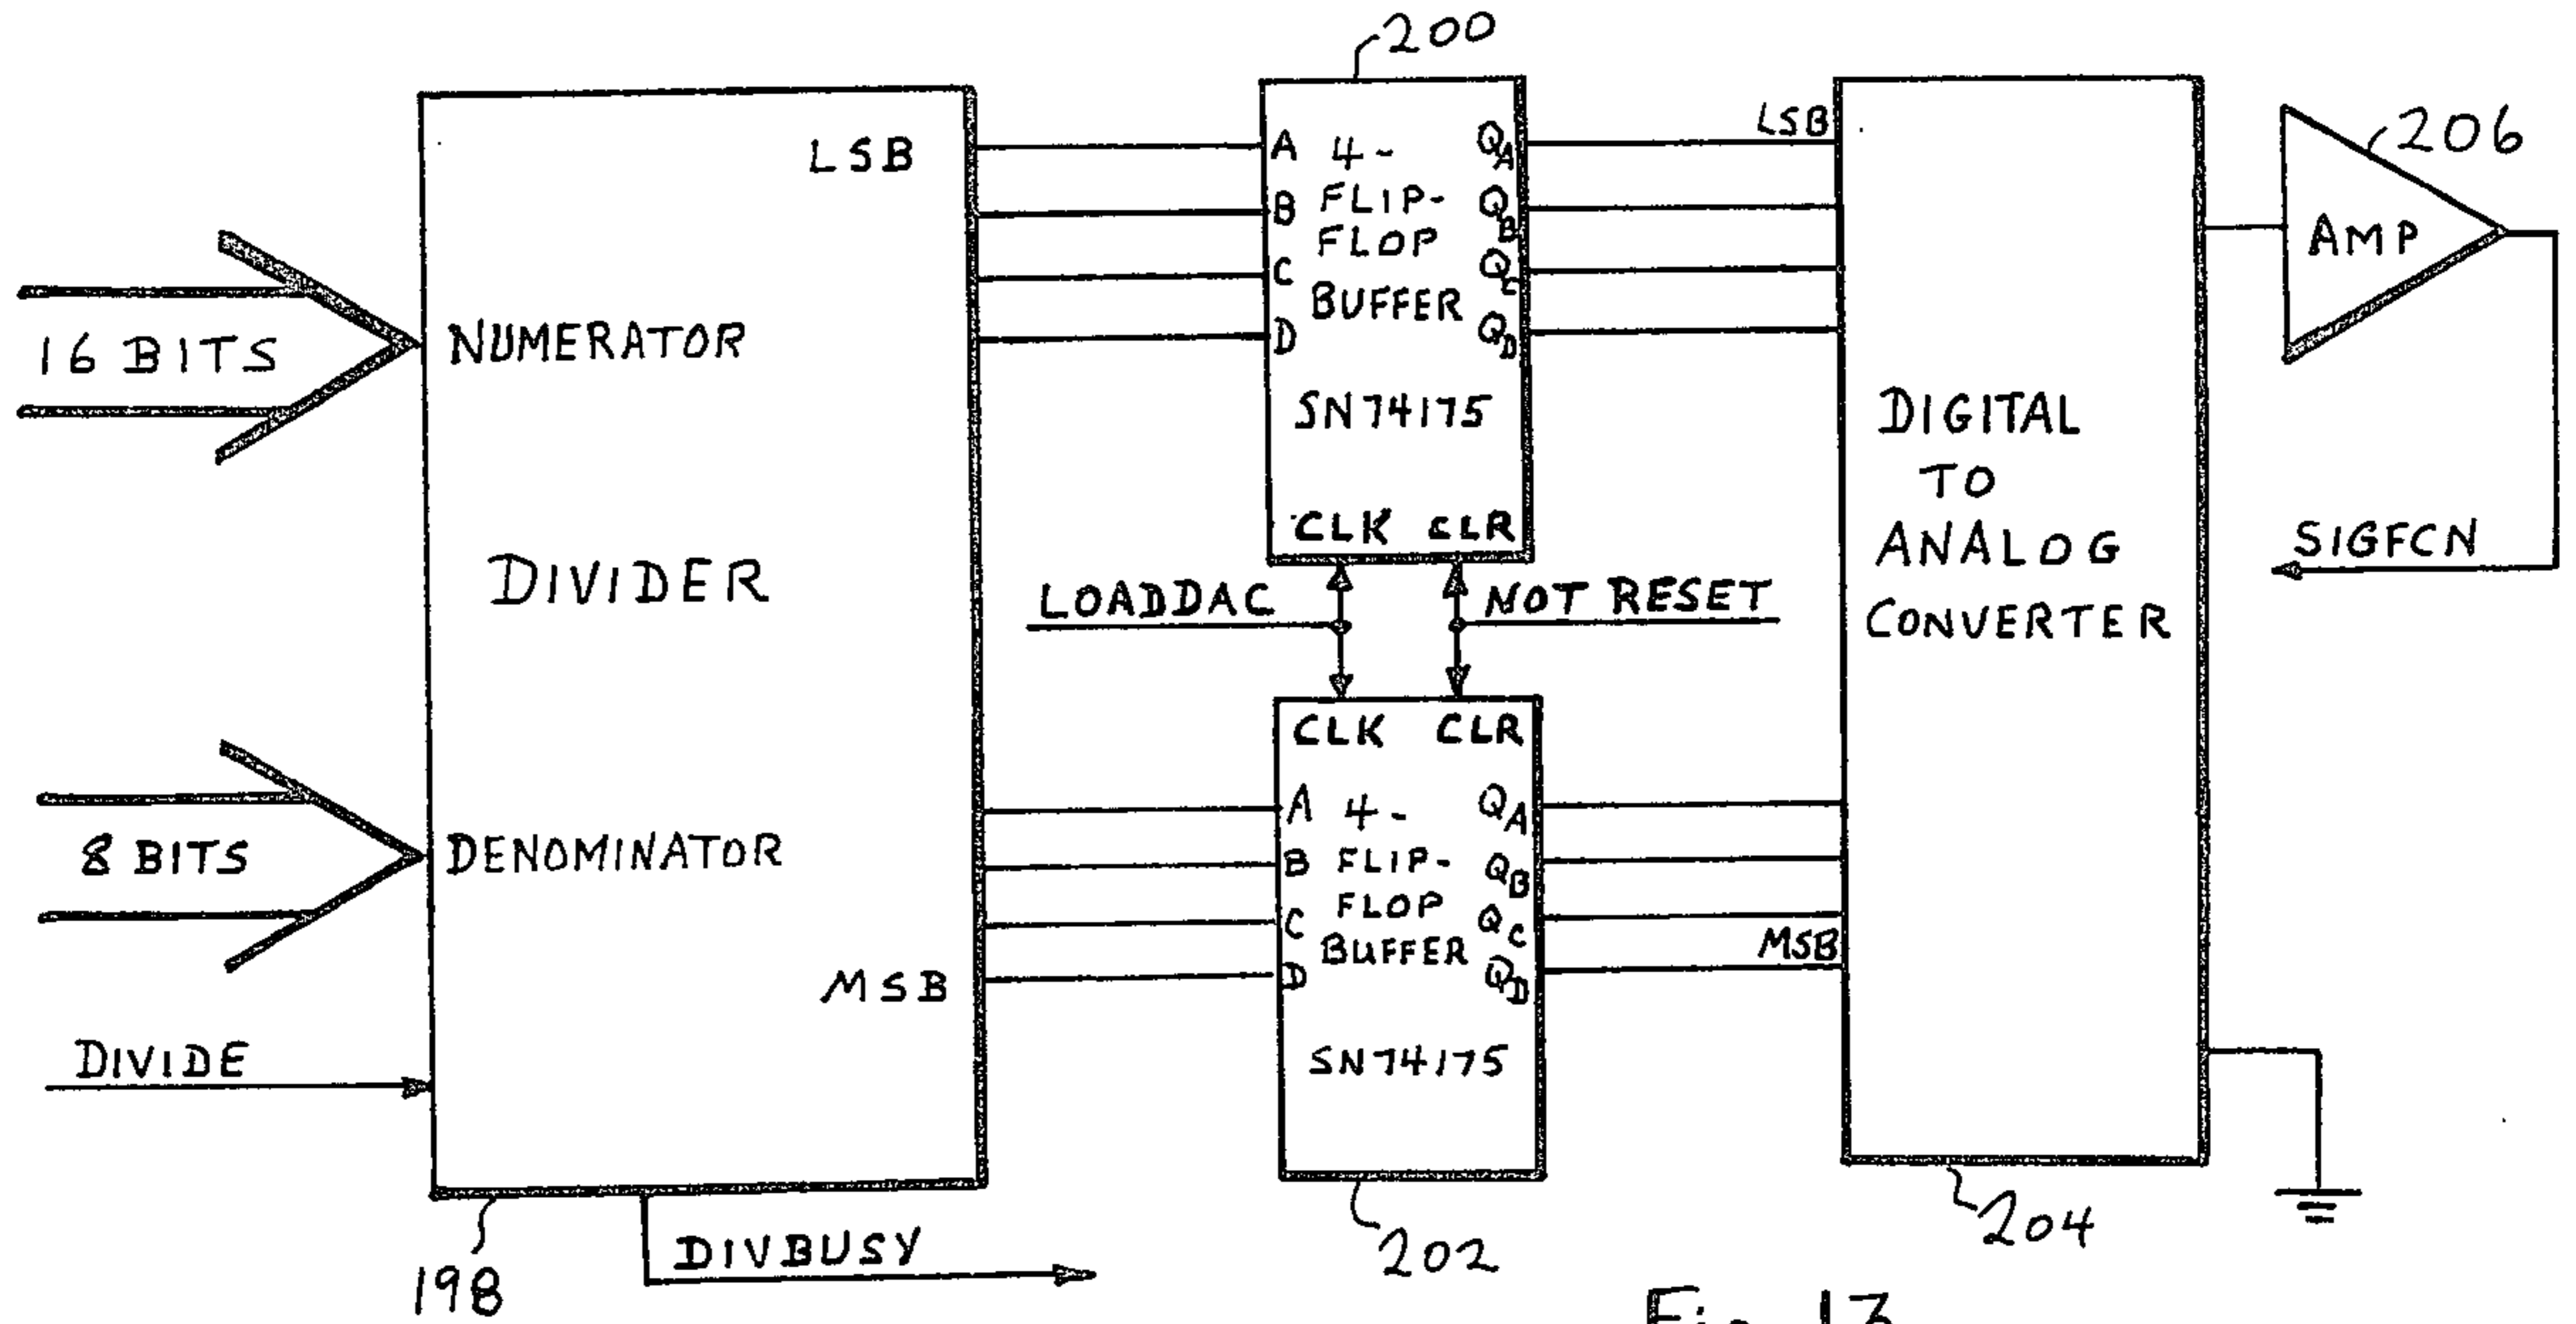 200
206
198
202
204
16 BITS
8 BITS
DIVIDE
NUMERATOR
DIVIDER
DENOMINATOR
LSB
MSB
DIVBUSY
A
B
C
D
4-
FLIP-
FLOP
BUFFER
SN74175
QA
QB
QC
QD
CLK CLR
LOADDAC
NOT RESET
CLK CLR
A
B
C
D
4-
FLIP-
FLOP
BUFFER
SN74175
QA
QB
QC
QD
LSB
MSB
DIGITAL
TO
ANALOG
CONVERTER
AMP
SIGFCN